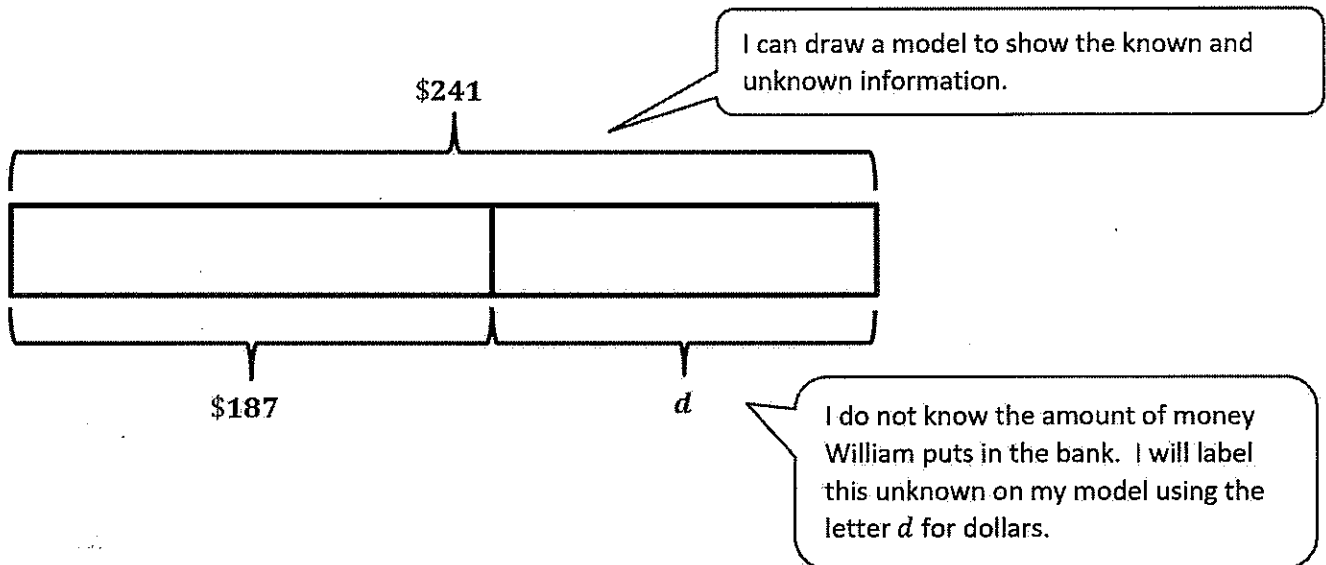 I can draw a model to show the known and
unknown information.
$241
$187
d
I do not know the amount of money
William puts in the bank.  I will label
this unknown on my model using the
letter d for dollars.